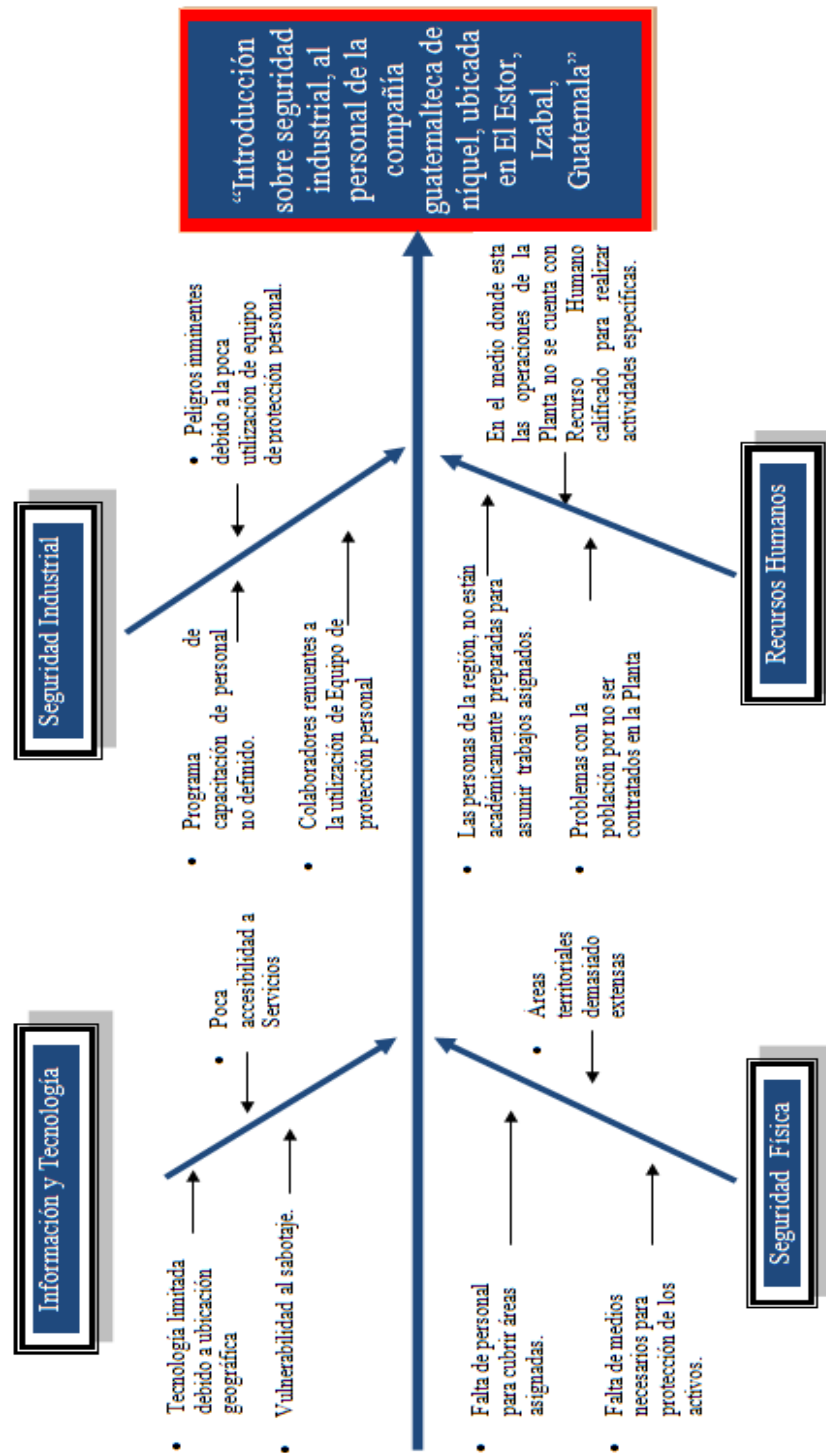 Información y Tecnología
• Tecnología limitada
debido a ubicación
geográfica
• Vulnerabilidad al sabotaje.
• Poca
accesibilidad a
Servicios
Seguridad Industrial
• Programa de
capacitación de personal
no definido.
• Colaboradores renuentes a
la utilización de Equipo de
protección personal
• Peligros inminentes
debido a la poca
utilización de equipo
de protección personal.
Seguridad Física
• Falta de personal
para cubrir áreas
asignadas.
• Falta de medios
necesarios para
protección de los
activos.
• Áreas
territoriales
demasiado
extensas
Recursos Humanos
• Las personas de la región, no están
académicamente preparadas para
asumir trabajos asignados.
• Problemas con la
población por no ser
contratados en la Planta
En el medio donde esta
las operaciones de la
Planta no se cuenta con
Recurso Humano
calificado para realizar
actividades específicas.
“Introducción
sobre seguridad
industrial, al
personal de la
compañía
guatemalteca de
níquel, ubicada
en El Estor,
Izabal,
Guatemala”